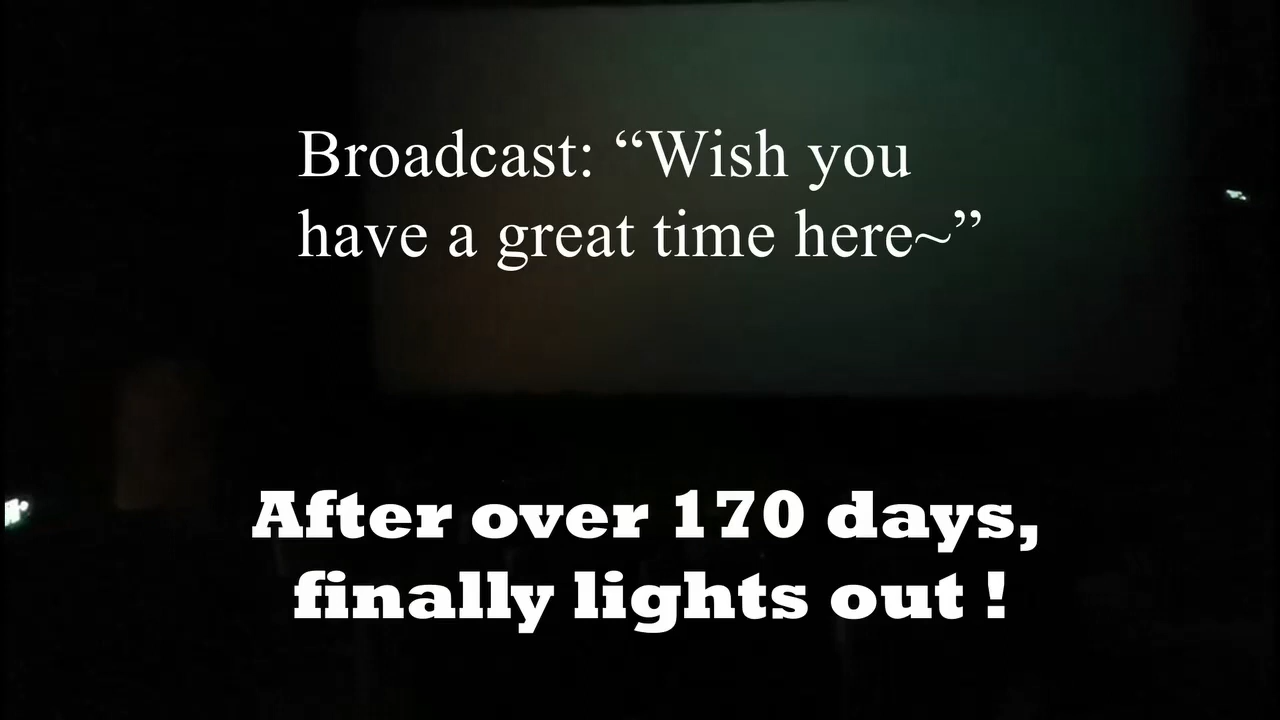 Broadcast: “Wish you
have a great time here~”
After over 170 days,
finally lights out !